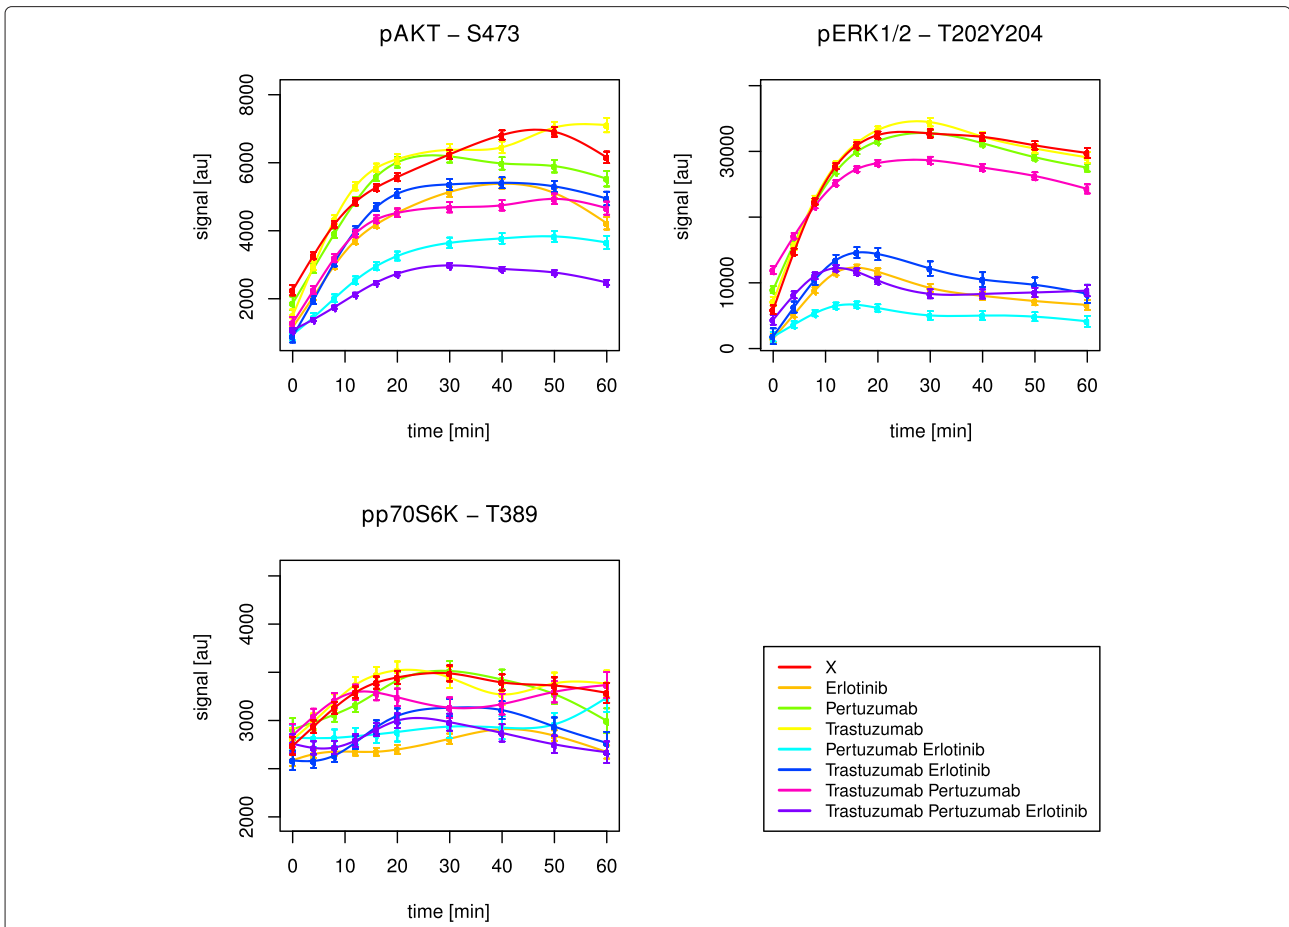 pAKT − S473
signal [au]
2000 4000 6000 8000
0 10 20 30 40 50 60
time [min]
pERK1/2 − T202Y204
signal [au]
0 10000 30000
0 10 20 30 40 50 60
time [min]
pp70S6K − T389
signal [au]
2000 3000 4000
0 10 20 30 40 50 60
time [min]
X
Erlotinib
Pertuzumab
Trastuzumab
Pertuzumab Erlotinib
Trastuzumab Erlotinib
Trastuzumab Pertuzumab
Trastuzumab Pertuzumab Erlotinib